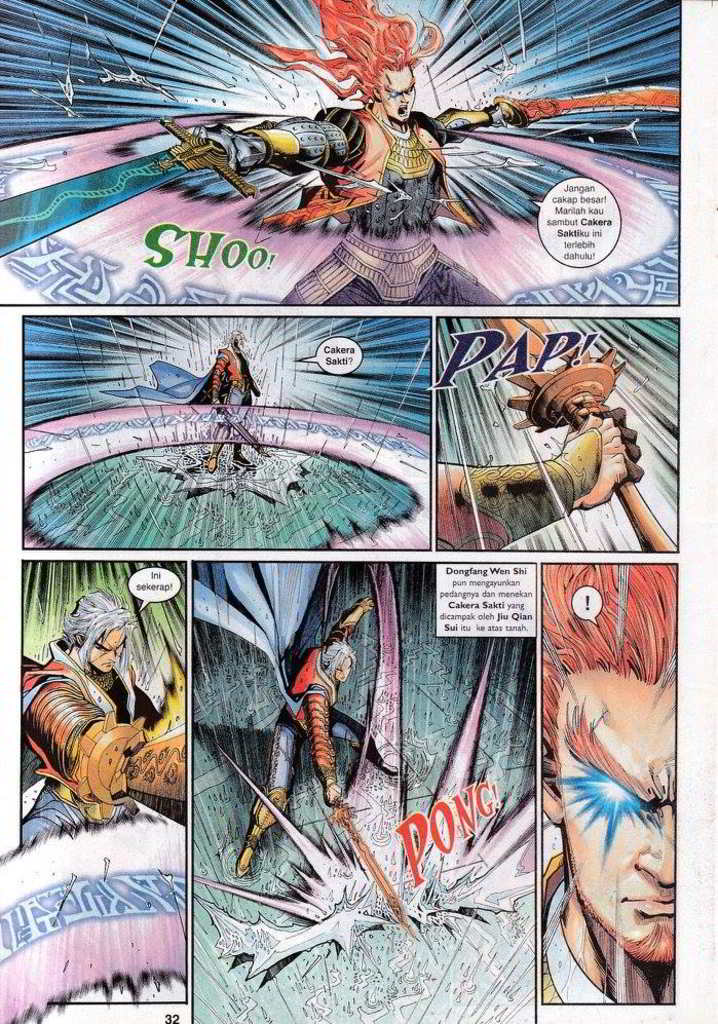 Jangan
cakap besar!
Marilah kau
sambut Cakera
Saktiku ini
terlebih
dahulu!
SHOO!
Cakera
Sakti?
PAP!
Ini
sekerap!
Dongfang Wen Shi
pun mengayunkan
pedangnya dan menekan
Cakera Sakti yang
dicampak oleh Jiu Qian
Sui itu ke atas tanah.
!
PONG!
32